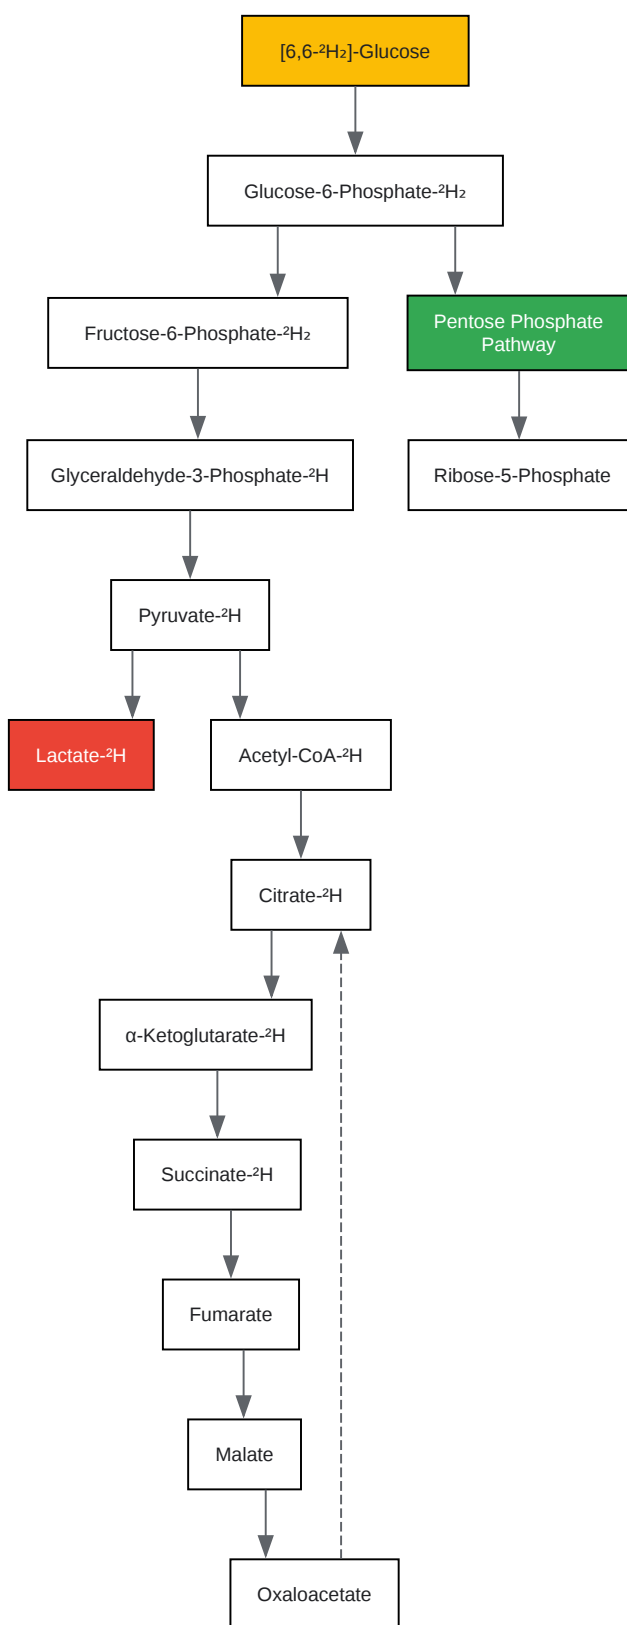 [6,6-²H₂]-Glucose
Glucose-6-Phosphate-²H₂
Fructose-6-Phosphate-²H₂
Pentose Phosphate
Pathway
Glyceraldehyde-3-Phosphate-²H
Ribose-5-Phosphate
Pyruvate-²H
Lactate-²H
Acetyl-CoA-²H
Citrate-²H
α-Ketoglutarate-²H
Succinate-²H
Fumarate
Malate
Oxaloacetate